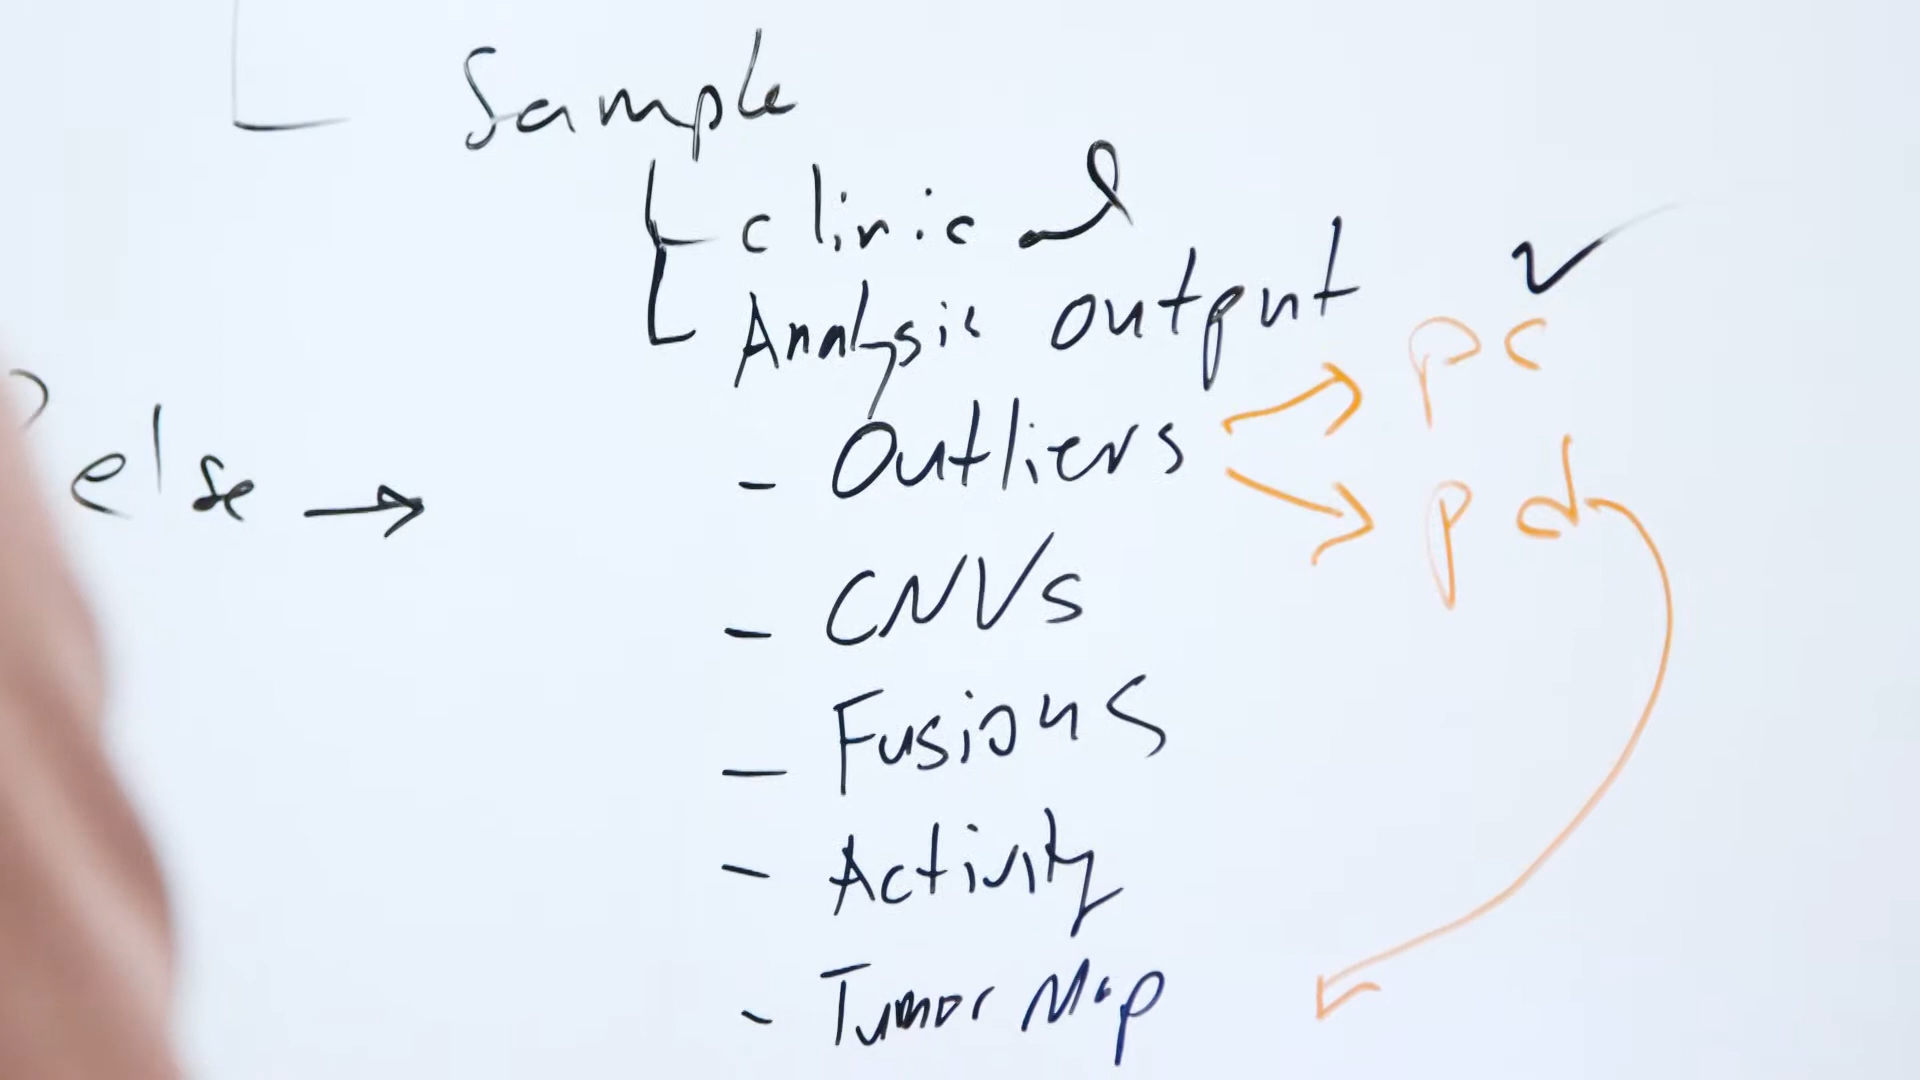 Sample
clinical
Analysis output
pc
- Outliers
pd
else →
- CNVs
- Fusions
- Activity
- Tumor Map